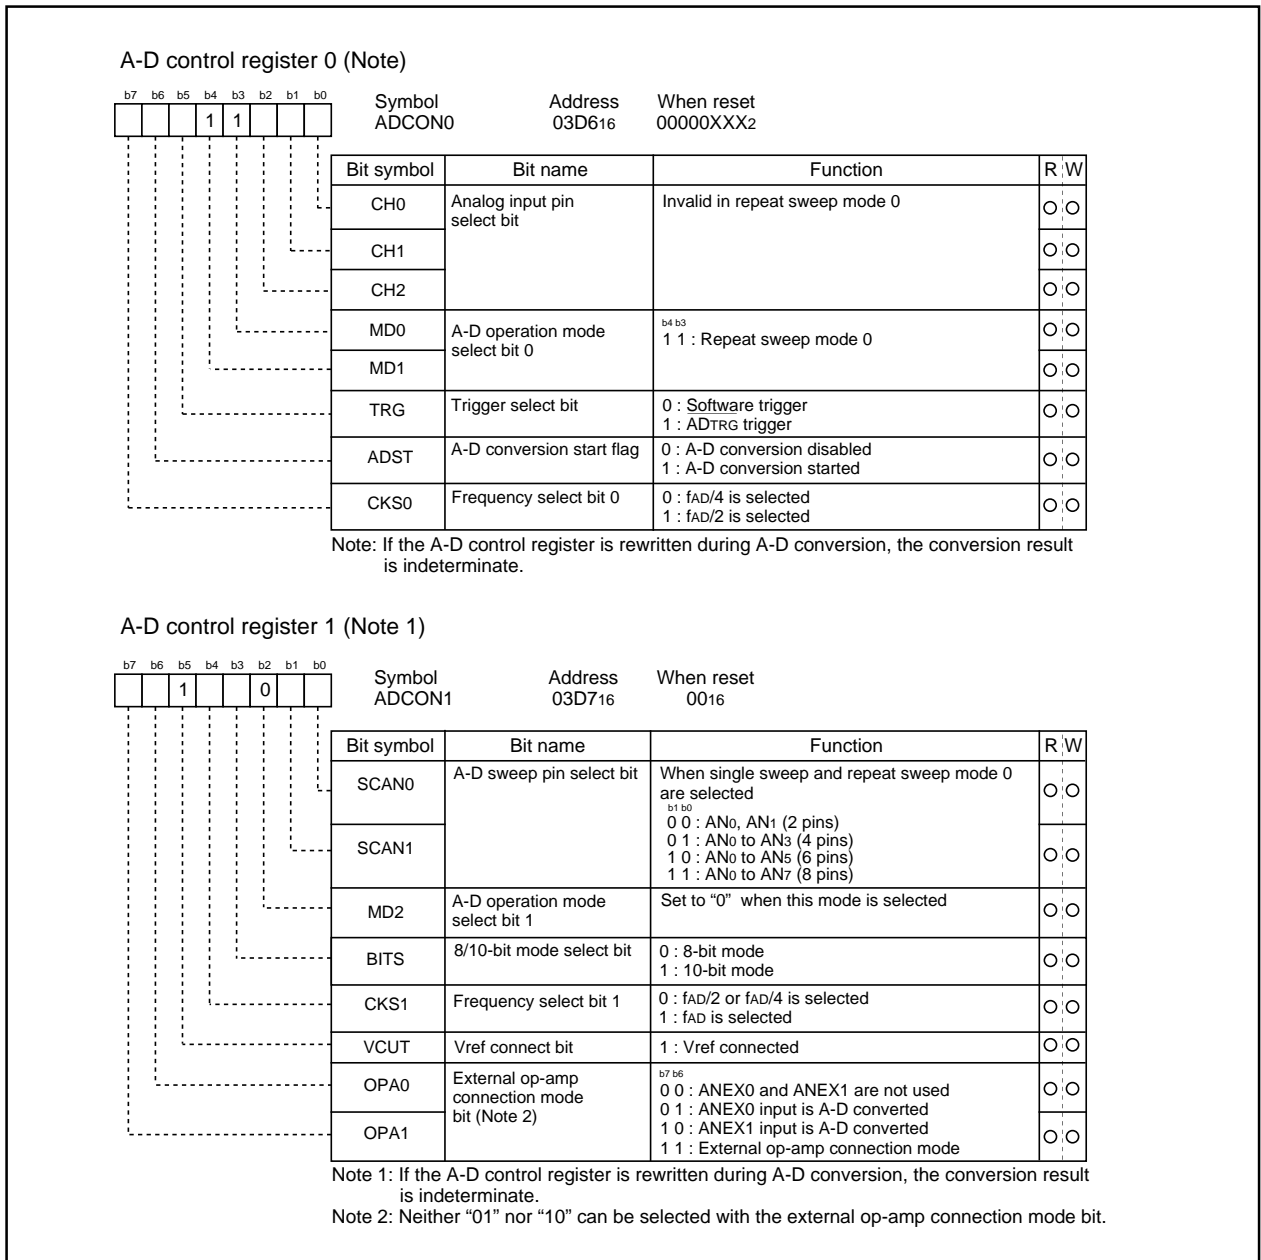 A-D control register 0 (Note)
b7 b6 b5 b4 b3 b2 b1 b0
1 1
Symbol Address When reset
ADCON0 03D616 00000XXX2
Bit symbol Bit name Function R W
CH0 Analog input pin select bit Invalid in repeat sweep mode 0
CH1
CH2
MD0 A-D operation mode select bit 0
b4 b3
1 1 : Repeat sweep mode 0
MD1
TRG Trigger select bit 0 : Software trigger
1 : ADTRG trigger
ADST A-D conversion start flag 0 : A-D conversion disabled
1 : A-D conversion started
CKS0 Frequency select bit 0 0 : fAD/4 is selected
1 : fAD/2 is selected
Note: If the A-D control register is rewritten during A-D conversion, the conversion result
is indeterminate.
A-D control register 1 (Note 1)
b7 b6 b5 b4 b3 b2 b1 b0
1 0
Symbol Address When reset
ADCON1 03D716 0016
Bit symbol Bit name Function R W
SCAN0 A-D sweep pin select bit When single sweep and repeat sweep mode 0
are selected
b1 b0
0 0 : AN0, AN1 (2 pins)
0 1 : AN0 to AN3 (4 pins)
SCAN1
1 0 : AN0 to AN5 (6 pins)
1 1 : AN0 to AN7 (8 pins)
MD2 A-D operation mode select bit 1 Set to “0” when this mode is selected
BITS 8/10-bit mode select bit 0 : 8-bit mode
1 : 10-bit mode
CKS1 Frequency select bit 1 0 : fAD/2 or fAD/4 is selected
1 : fAD is selected
VCUT Vref connect bit 1 : Vref connected
OPA0 External op-amp connection mode bit (Note 2)
b7 b6
0 0 : ANEX0 and ANEX1 are not used
0 1 : ANEX0 input is A-D converted
OPA1
1 0 : ANEX1 input is A-D converted
1 1 : External op-amp connection mode
Note 1: If the A-D control register is rewritten during A-D conversion, the conversion result
is indeterminate.
Note 2: Neither “01” nor “10” can be selected with the external op-amp connection mode bit.